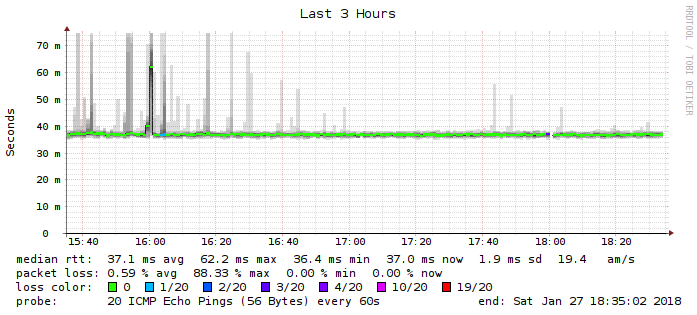 Last 3 Hours
RRDTOOL / TOBI OETIKER
Seconds
70 m
60 m
50 m
40 m
30 m
20 m
10 m
0
15:40 16:00 16:20 16:40 17:00 17:20 17:40 18:00 18:20
median rtt: 37.1 ms avg 62.2 ms max 36.4 ms min 37.0 ms now 1.9 ms sd 19.4 am/s
packet loss: 0.59 % avg 88.33 % max 0.00 % min 0.00 % now
loss color: 0 1/20 2/20 3/20 4/20 10/20 19/20
probe: 20 ICMP Echo Pings (56 Bytes) every 60s end: Sat Jan 27 18:35:02 2018